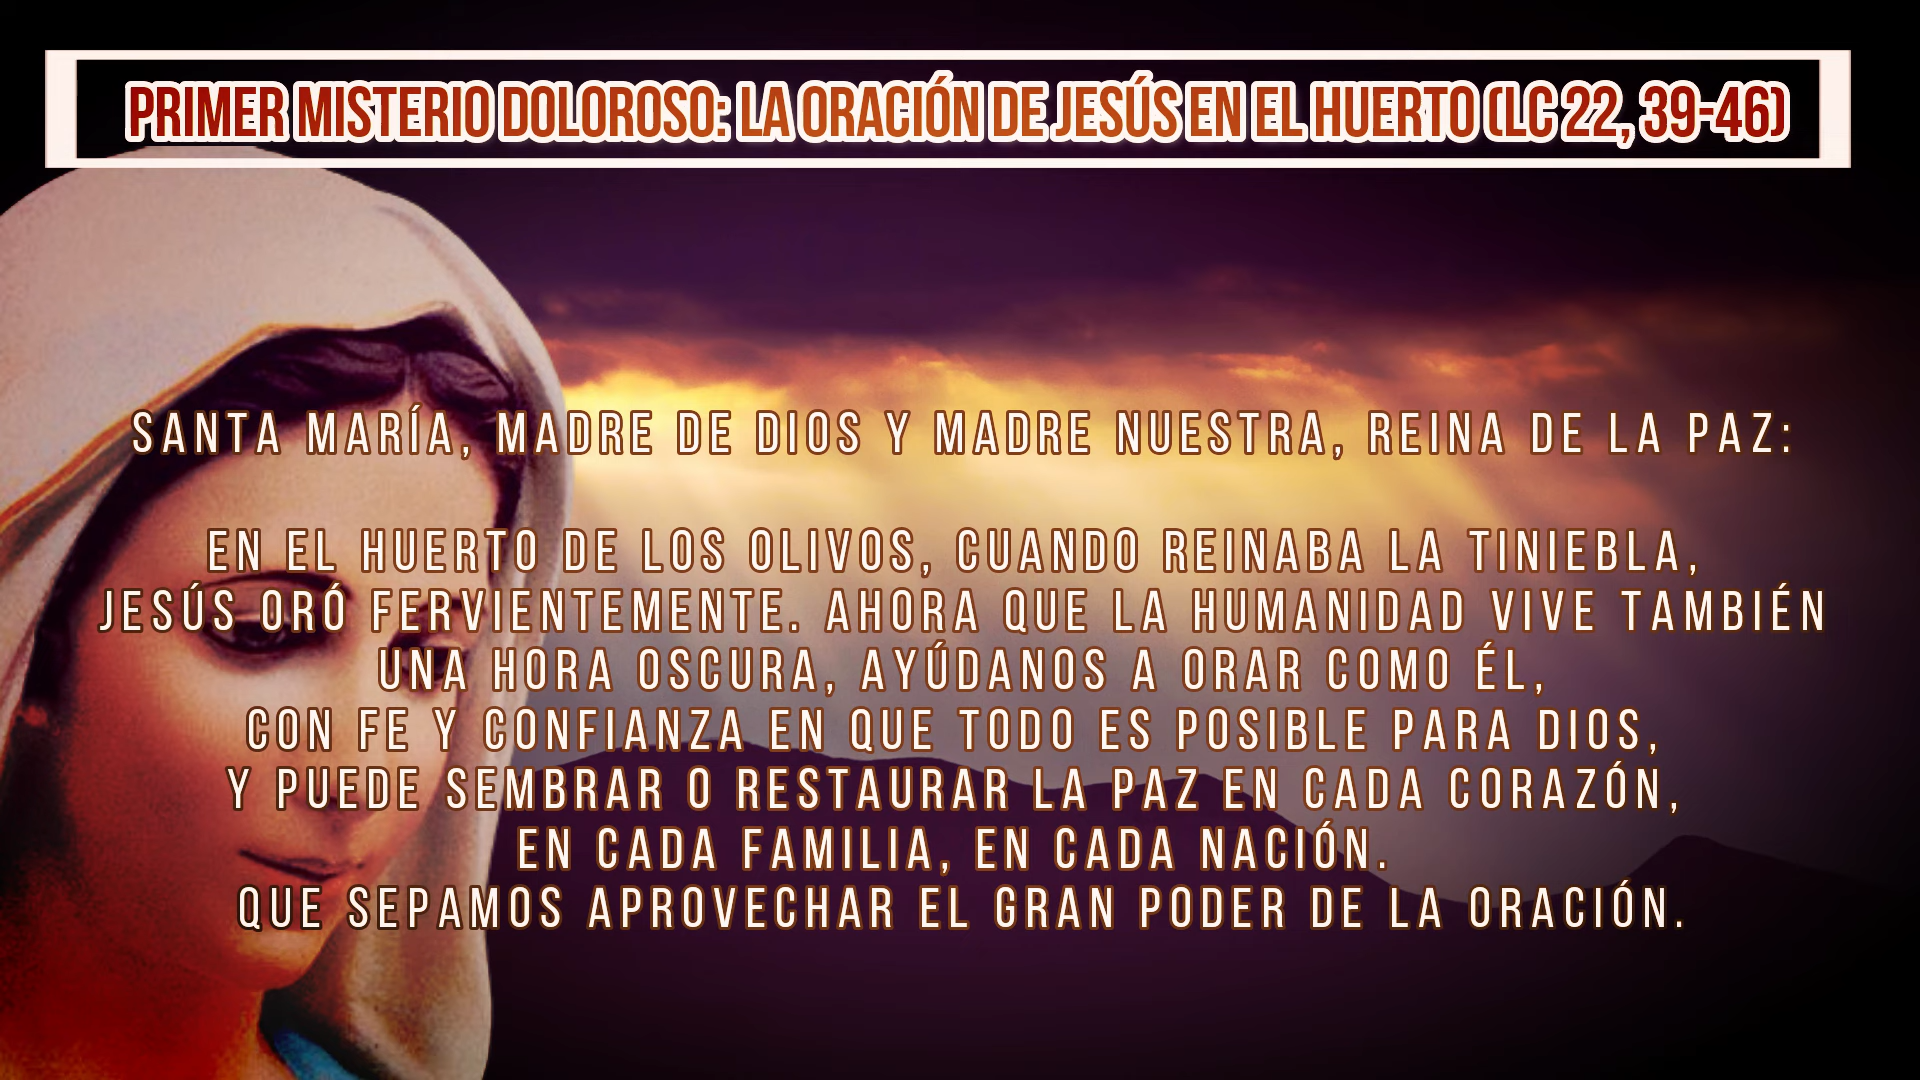 PRIMER MISTERIO DOLOROSO: LA ORACIÓN DE JESÚS EN EL HUERTO (LC 22, 39-46)
SANTA MARÍA, MADRE DE DIOS Y MADRE NUESTRA, REINA DE LA PAZ:
EN EL HUERTO DE LOS OLIVOS, CUANDO REINABA LA TINIEBLA,
JESÚS ORÓ FERVIENTEMENTE. AHORA QUE LA HUMANIDAD VIVE TAMBIÉN
UNA HORA OSCURA, AYÚDANOS A ORAR COMO ÉL,
CON FE Y CONFIANZA EN QUE TODO ES POSIBLE PARA DIOS,
Y PUEDE SEMBRAR O RESTAURAR LA PAZ EN CADA CORAZÓN,
EN CADA FAMILIA, EN CADA NACIÓN.
QUE SEPAMOS APROVECHAR EL GRAN PODER DE LA ORACIÓN.